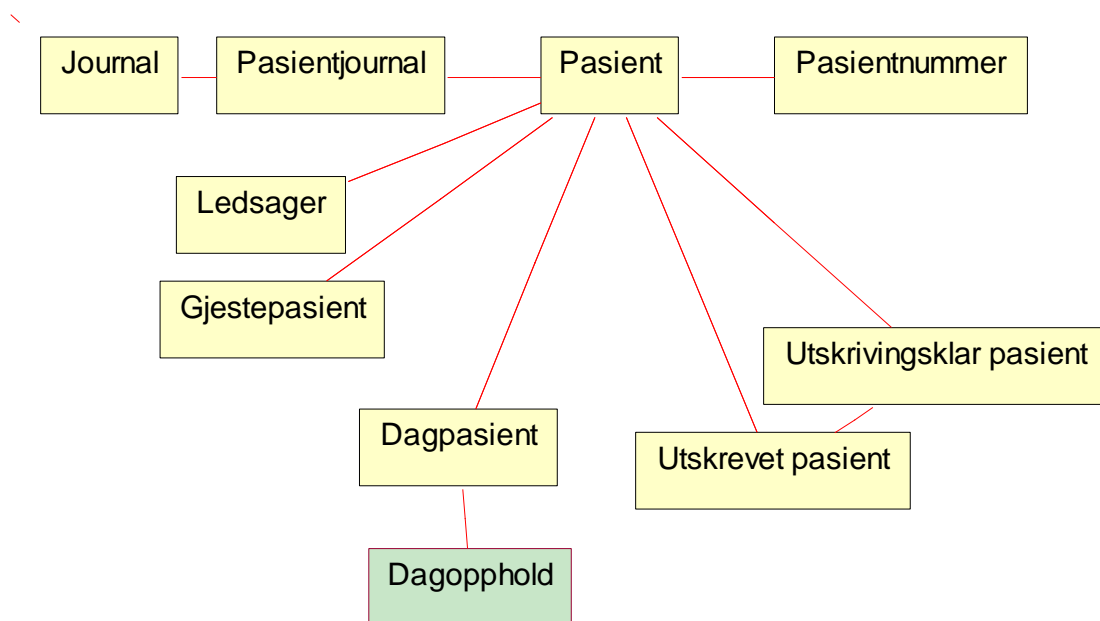 Journal
Pasientjournal
Pasient
Pasientnummer
Ledsager
Gjestepasient
Utskrivingsklar pasient
Dagpasient
Utskrevet pasient
Dagopphold